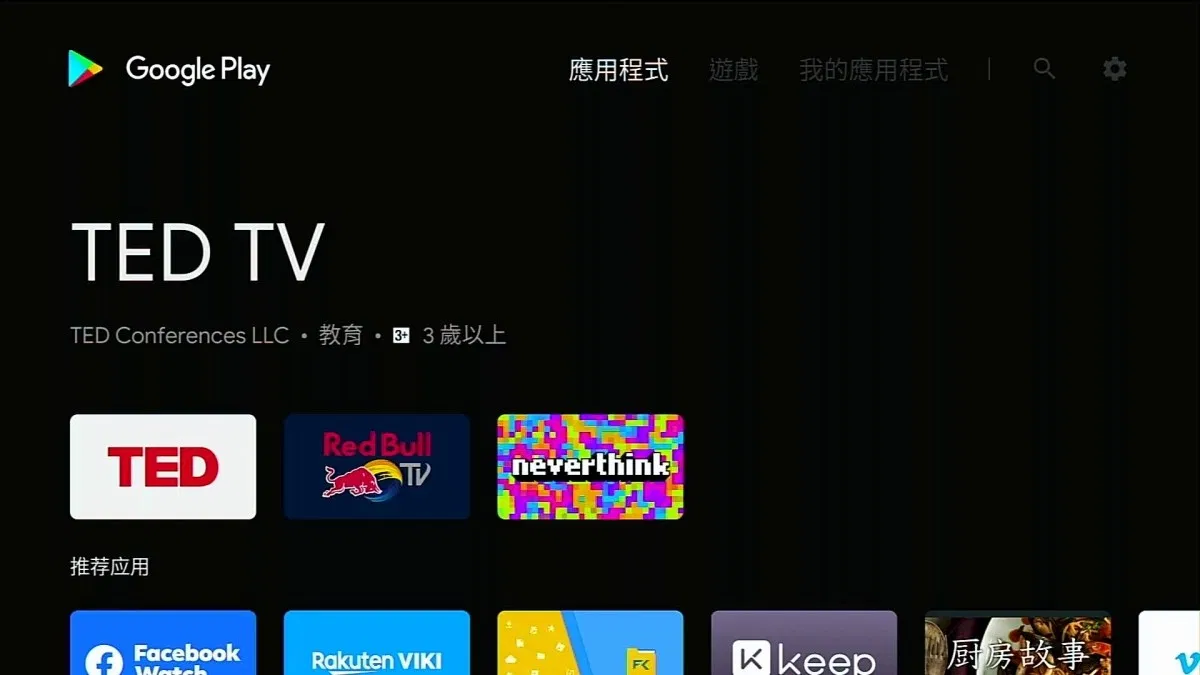 Google Play
應用程式
遊戲
我的應用程式
TED TV
TED Conferences LLC • 教育 • 3+ 3 歲以上
TED
Red Bull
TV
neverthink
推荐应用
Facebook
Watch
Rakuten VIKI
FK
K keep
厨房故事
v